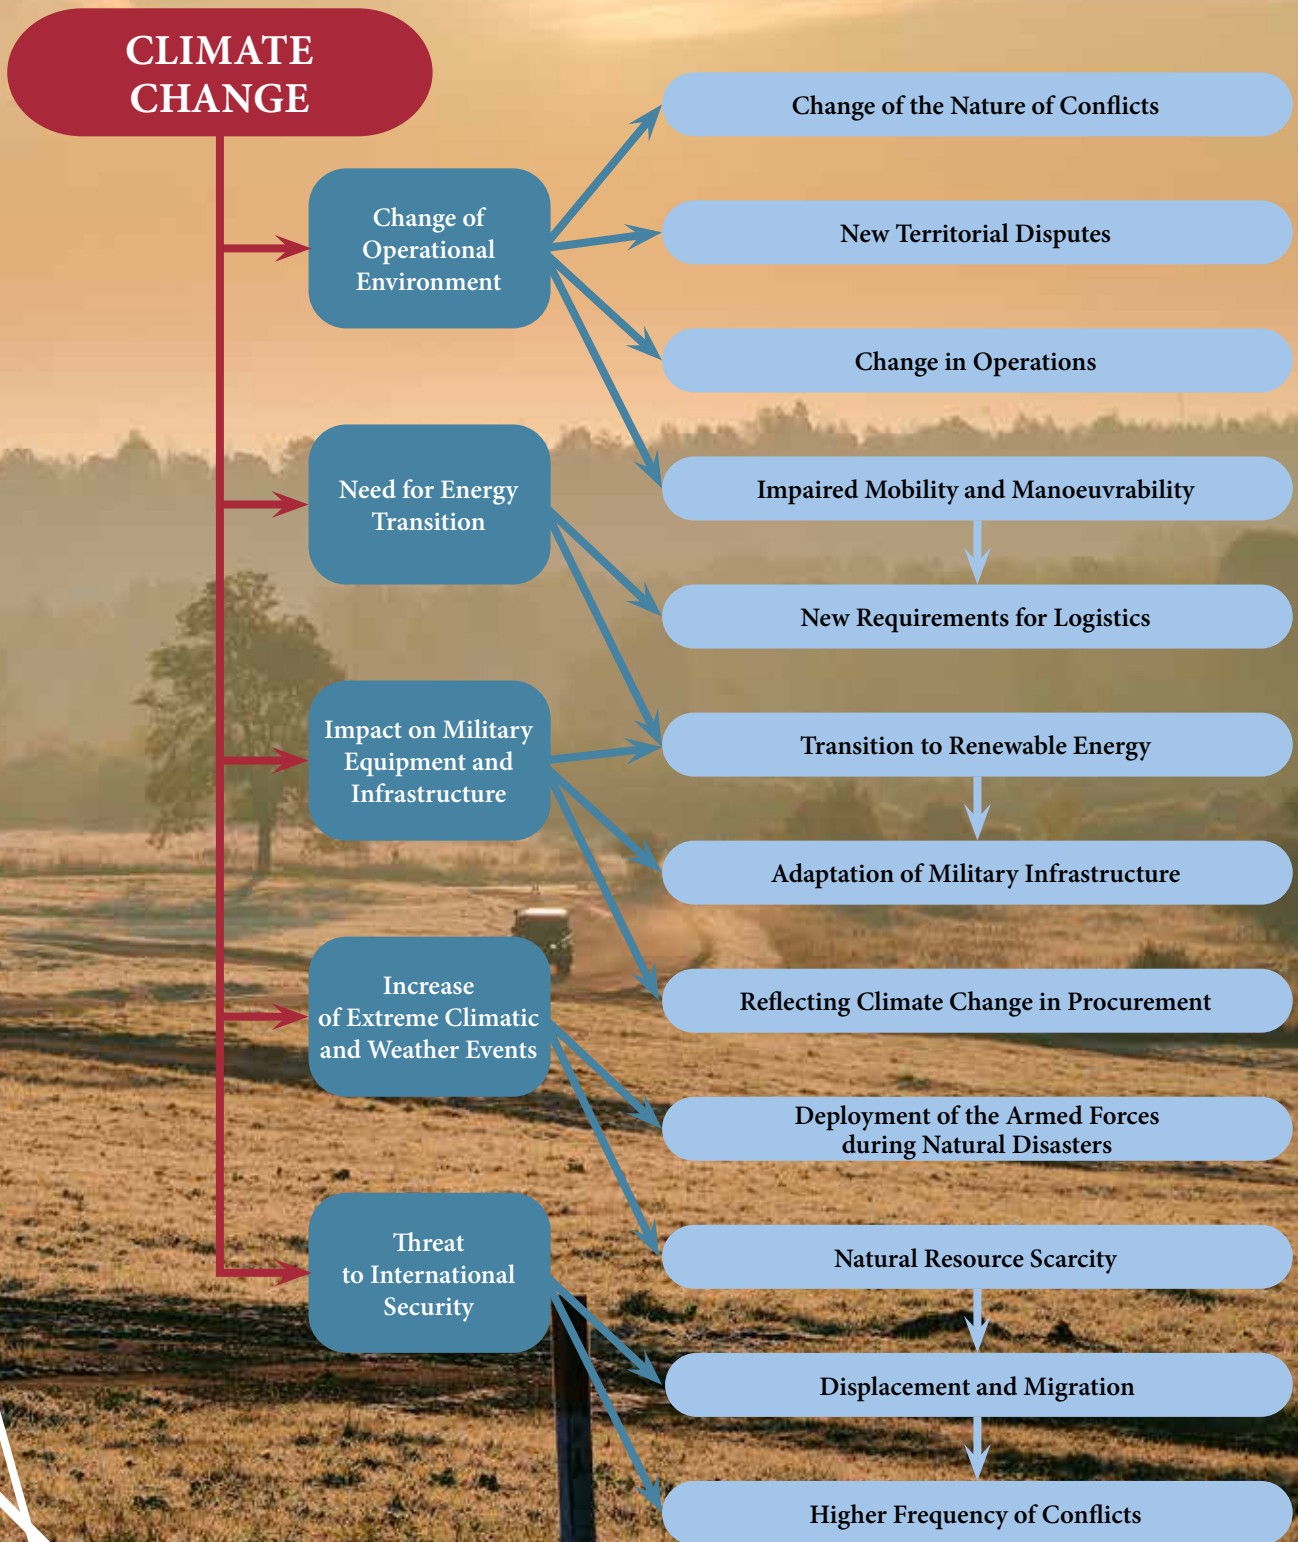 CLIMATE
CHANGE
Change of
Operational
Environment
Change of the Nature of Conflicts
New Territorial Disputes
Change in Operations
Impaired Mobility and Manoeuvrability
Need for Energy
Transition
New Requirements for Logistics
Transition to Renewable Energy
Impact on Military
Equipment and
Infrastructure
Adaptation of Military Infrastructure
Reflecting Climate Change in Procurement
Increase
of Extreme Climatic
and Weather Events
Deployment of the Armed Forces
during Natural Disasters
Natural Resource Scarcity
Threat
to International
Security
Displacement and Migration
Higher Frequency of Conflicts